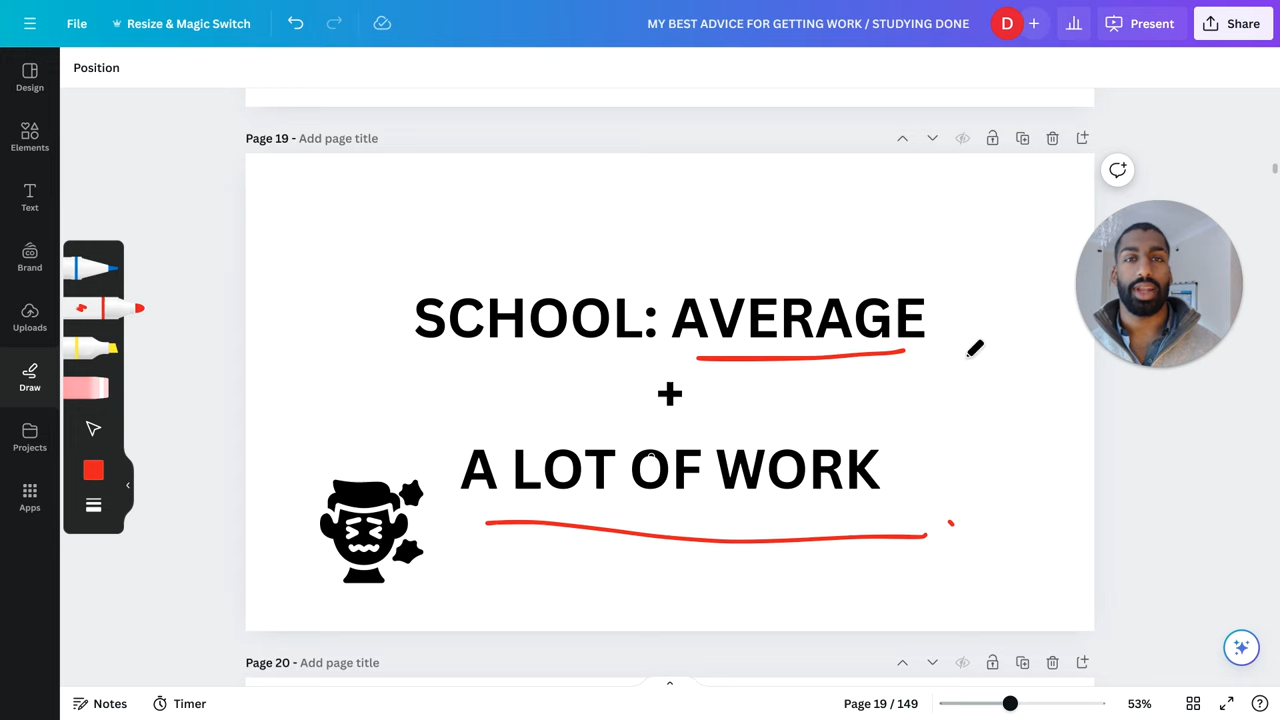 File
Resize & Magic Switch
MY BEST ADVICE FOR GETTING WORK / STUDYING DONE
D
+
Present
Share
Position
Design
Elements
Text
Brand
Uploads
Draw
Projects
Apps
Page 19 - Add page title
SCHOOL: AVERAGE
+
A LOT OF WORK
Page 20 - Add page title
Notes
Timer
Page 19 / 149
53%